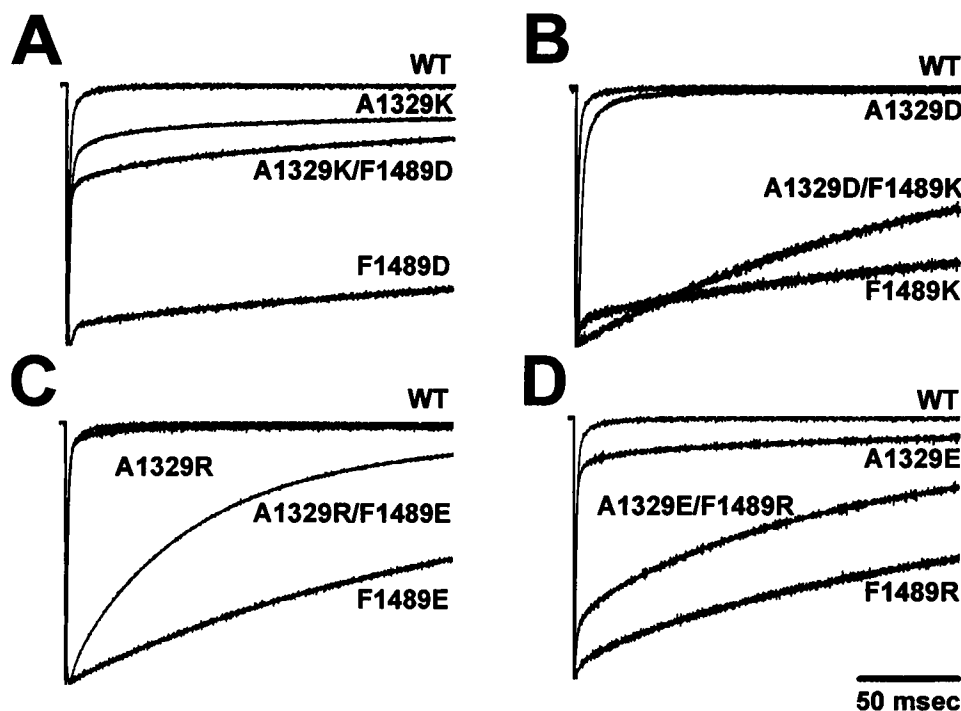 A
WT
A1329K
A1329K/F1489D
F1489D
B
WT
A1329D
A1329D/F1489K
F1489K
C
WT
A1329R
A1329R/F1489E
F1489E
D
WT
A1329E
A1329E/F1489R
F1489R
50 msec